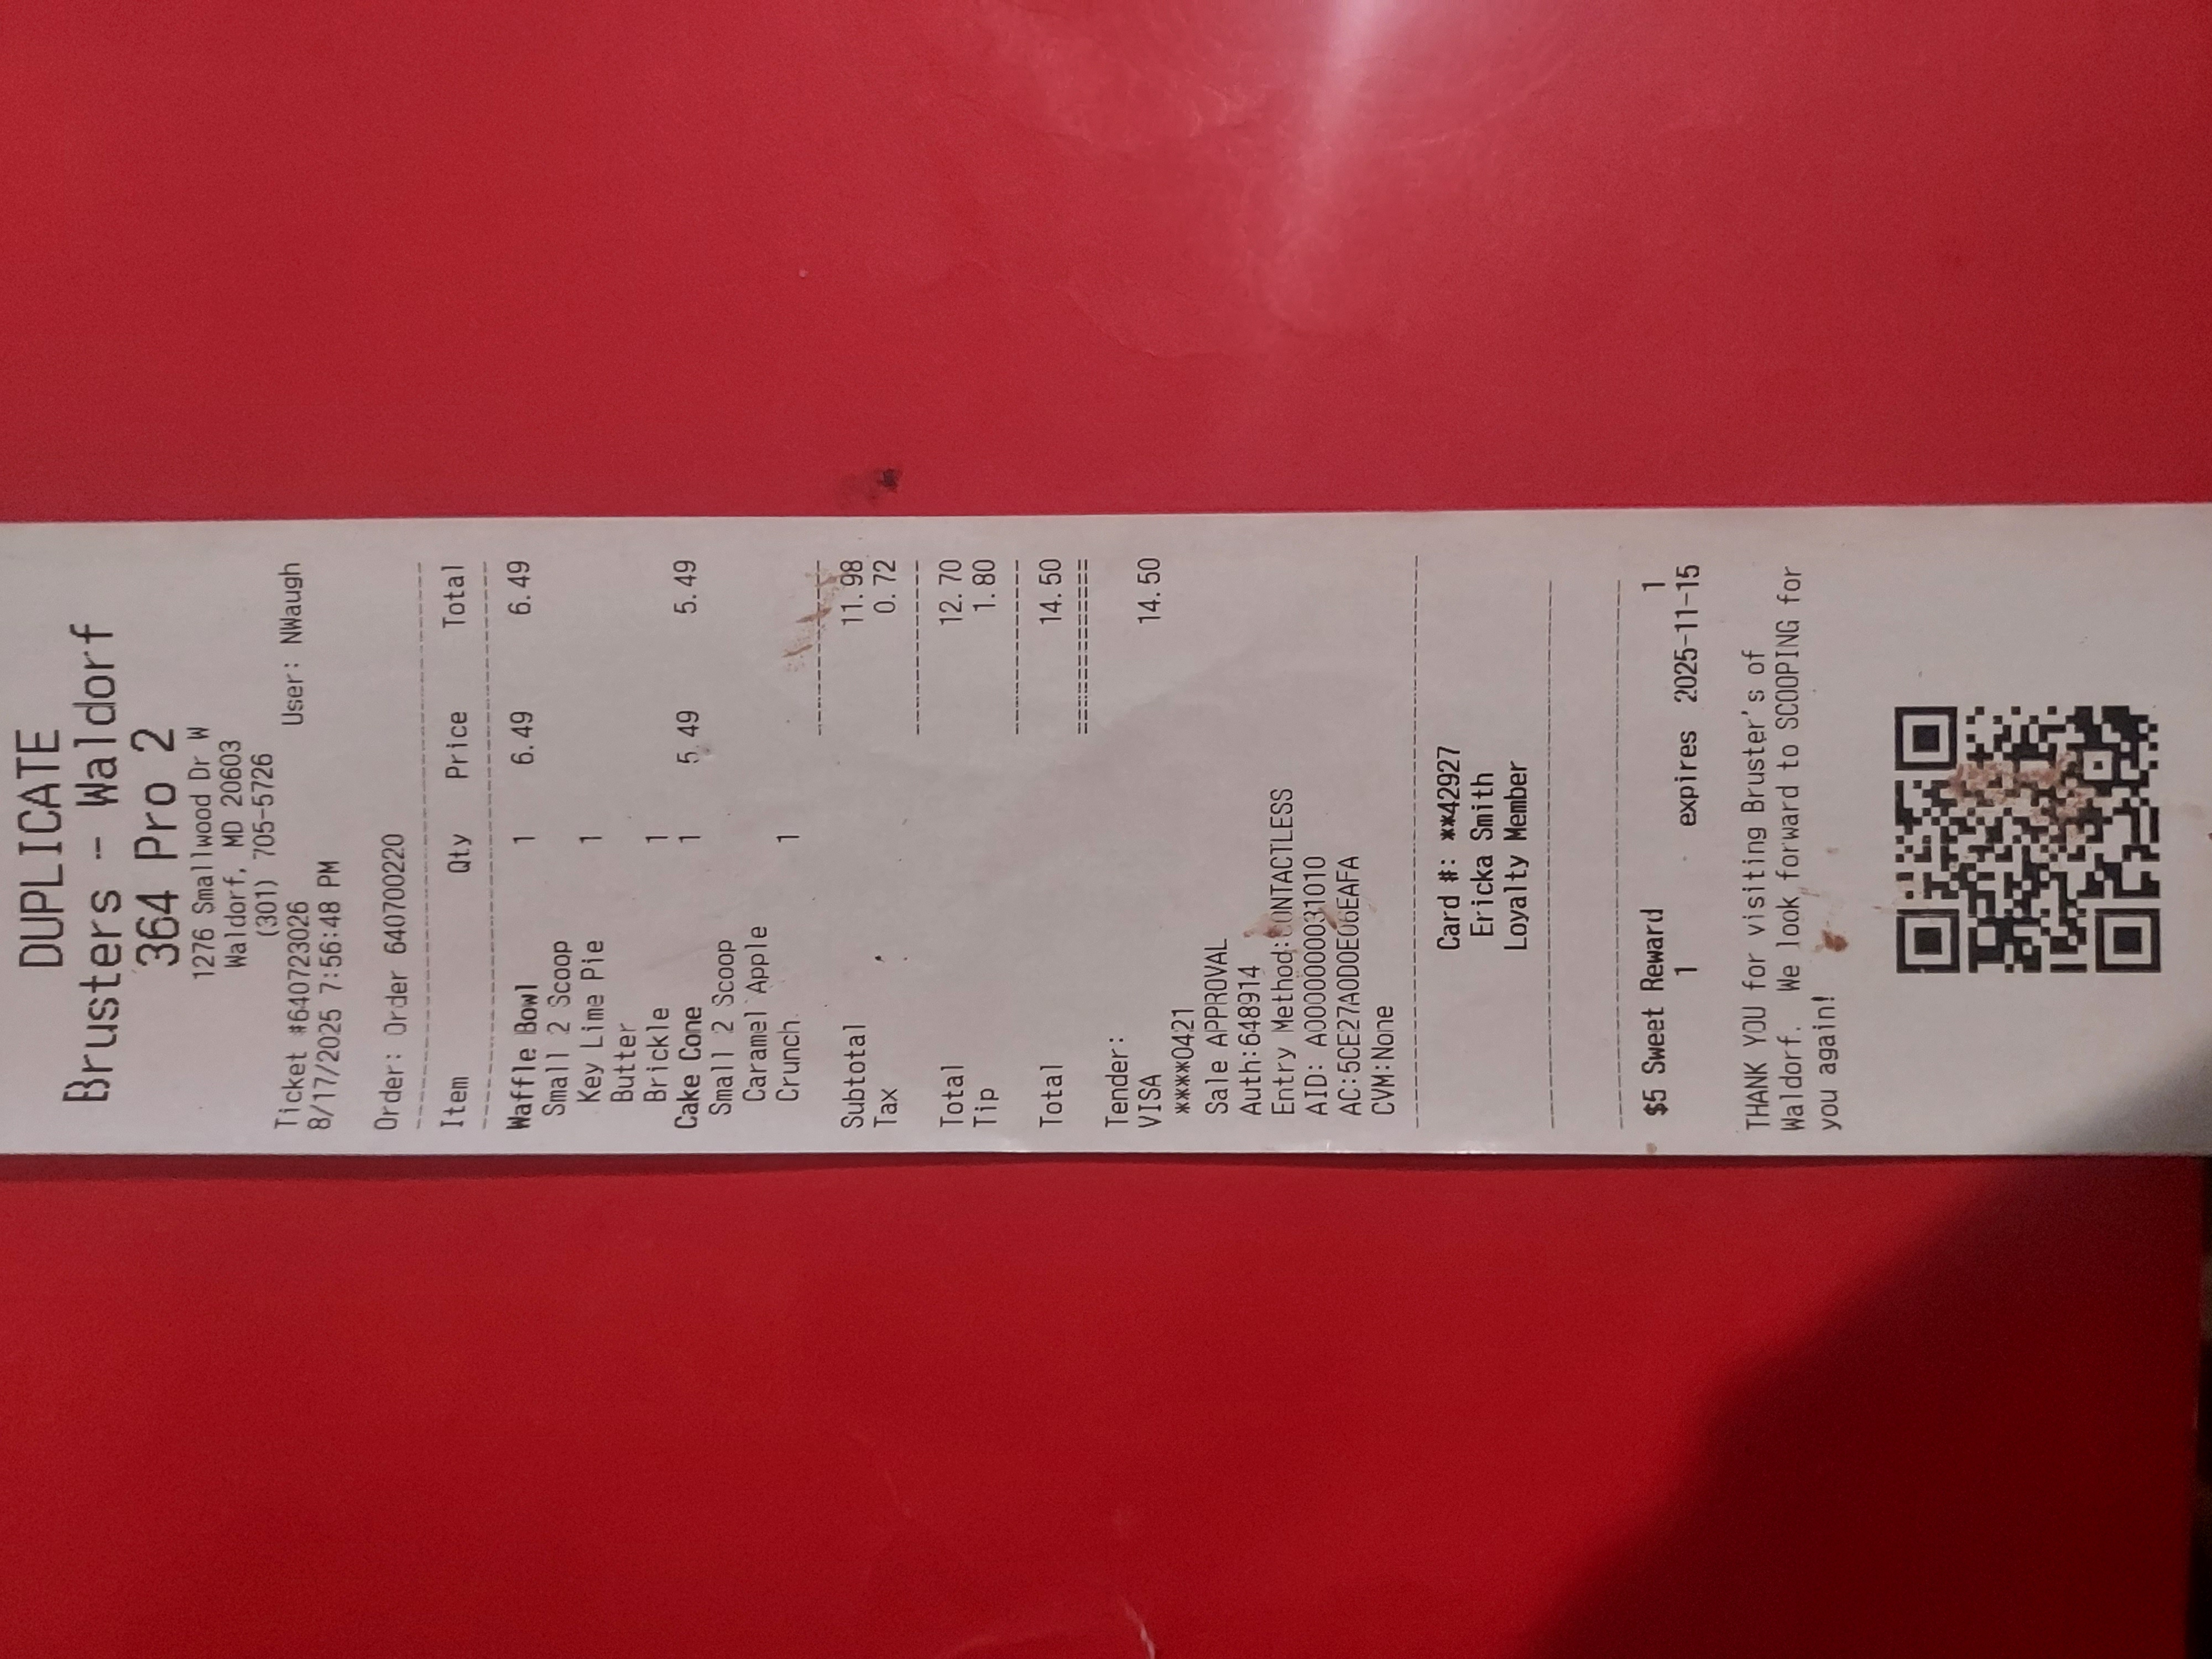 DUPLICATE
Brusters - Waldorf
364 Pro 2
1276 Smallwood Dr W
Waldorf, MD 20603
(301) 705-5726
Ticket #640723026 User: NWaugh
8/17/2025 7:56:48 PM
Order: Order 640700220
Item Qty Price Total
Waffle Bowl 1 6.49 6.49
Small 2 Scoop
Key Lime Pie 1
Butter
Brickle 1
Cake Cone 1 5.49 5.49
Small 2 Scoop
Caramel Apple
Crunch 1
Subtotal 11.98
Tax 0.72
Total 12.70
Tip 1.80
Total 14.50
Tender:
VISA 14.50
****0421
Sale APPROVAL
Auth:648914
Entry Method:CONTACTLESS
AID: A0000000031010
AC:5CE27A0D0E06EAFA
CVM:None
Card #: **42927
Ericka Smith
Loyalty Member
$5 Sweet Reward 1
1 expires 2025-11-15
THANK YOU for visiting Bruster's of
Waldorf. We look forward to SCOOPING for
you again!